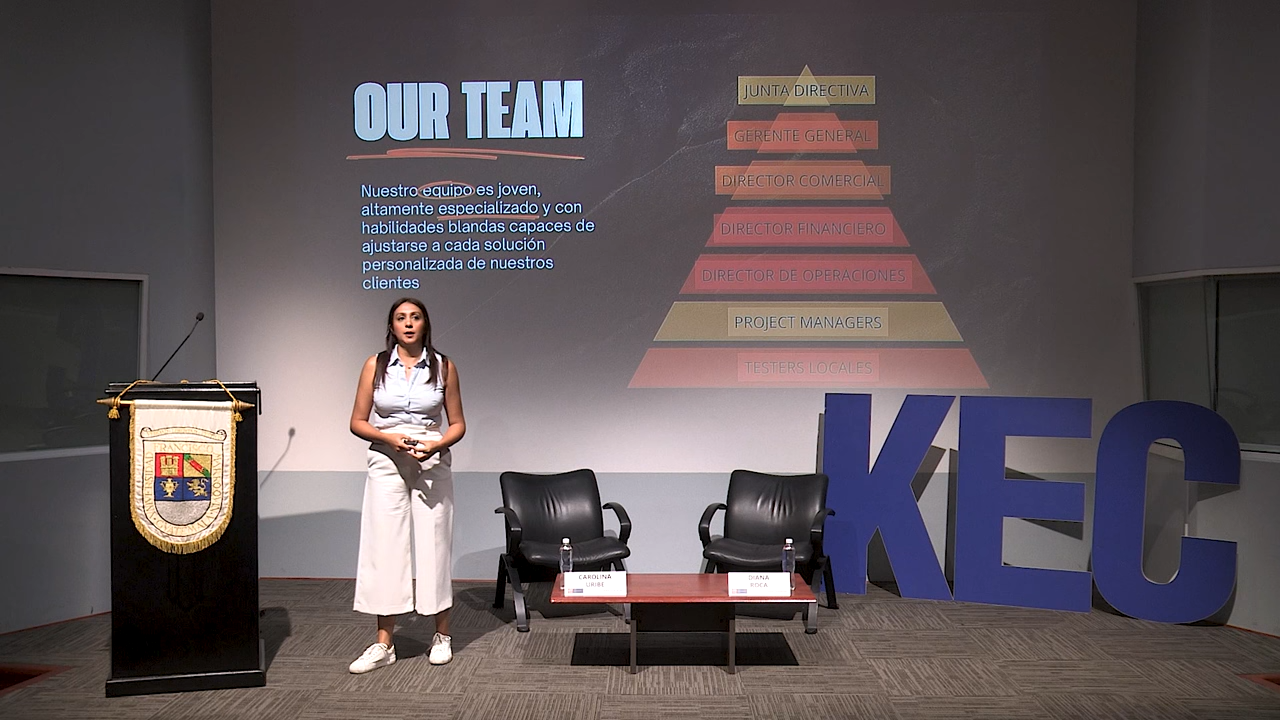 OUR TEAM
Nuestro equipo es joven,
altamente especializado y con
habilidades blandas capaces de
ajustarse a cada solución
personalizada de nuestros
clientes
JUNTA DIRECTIVA
GERENTE GENERAL
DIRECTOR COMERCIAL
DIRECTOR FINANCIERO
DIRECTOR DE OPERACIONES
PROJECT MANAGERS
TESTERS LOCALES
KEC
CAROLINA
URIBE
DIANA
ROCA